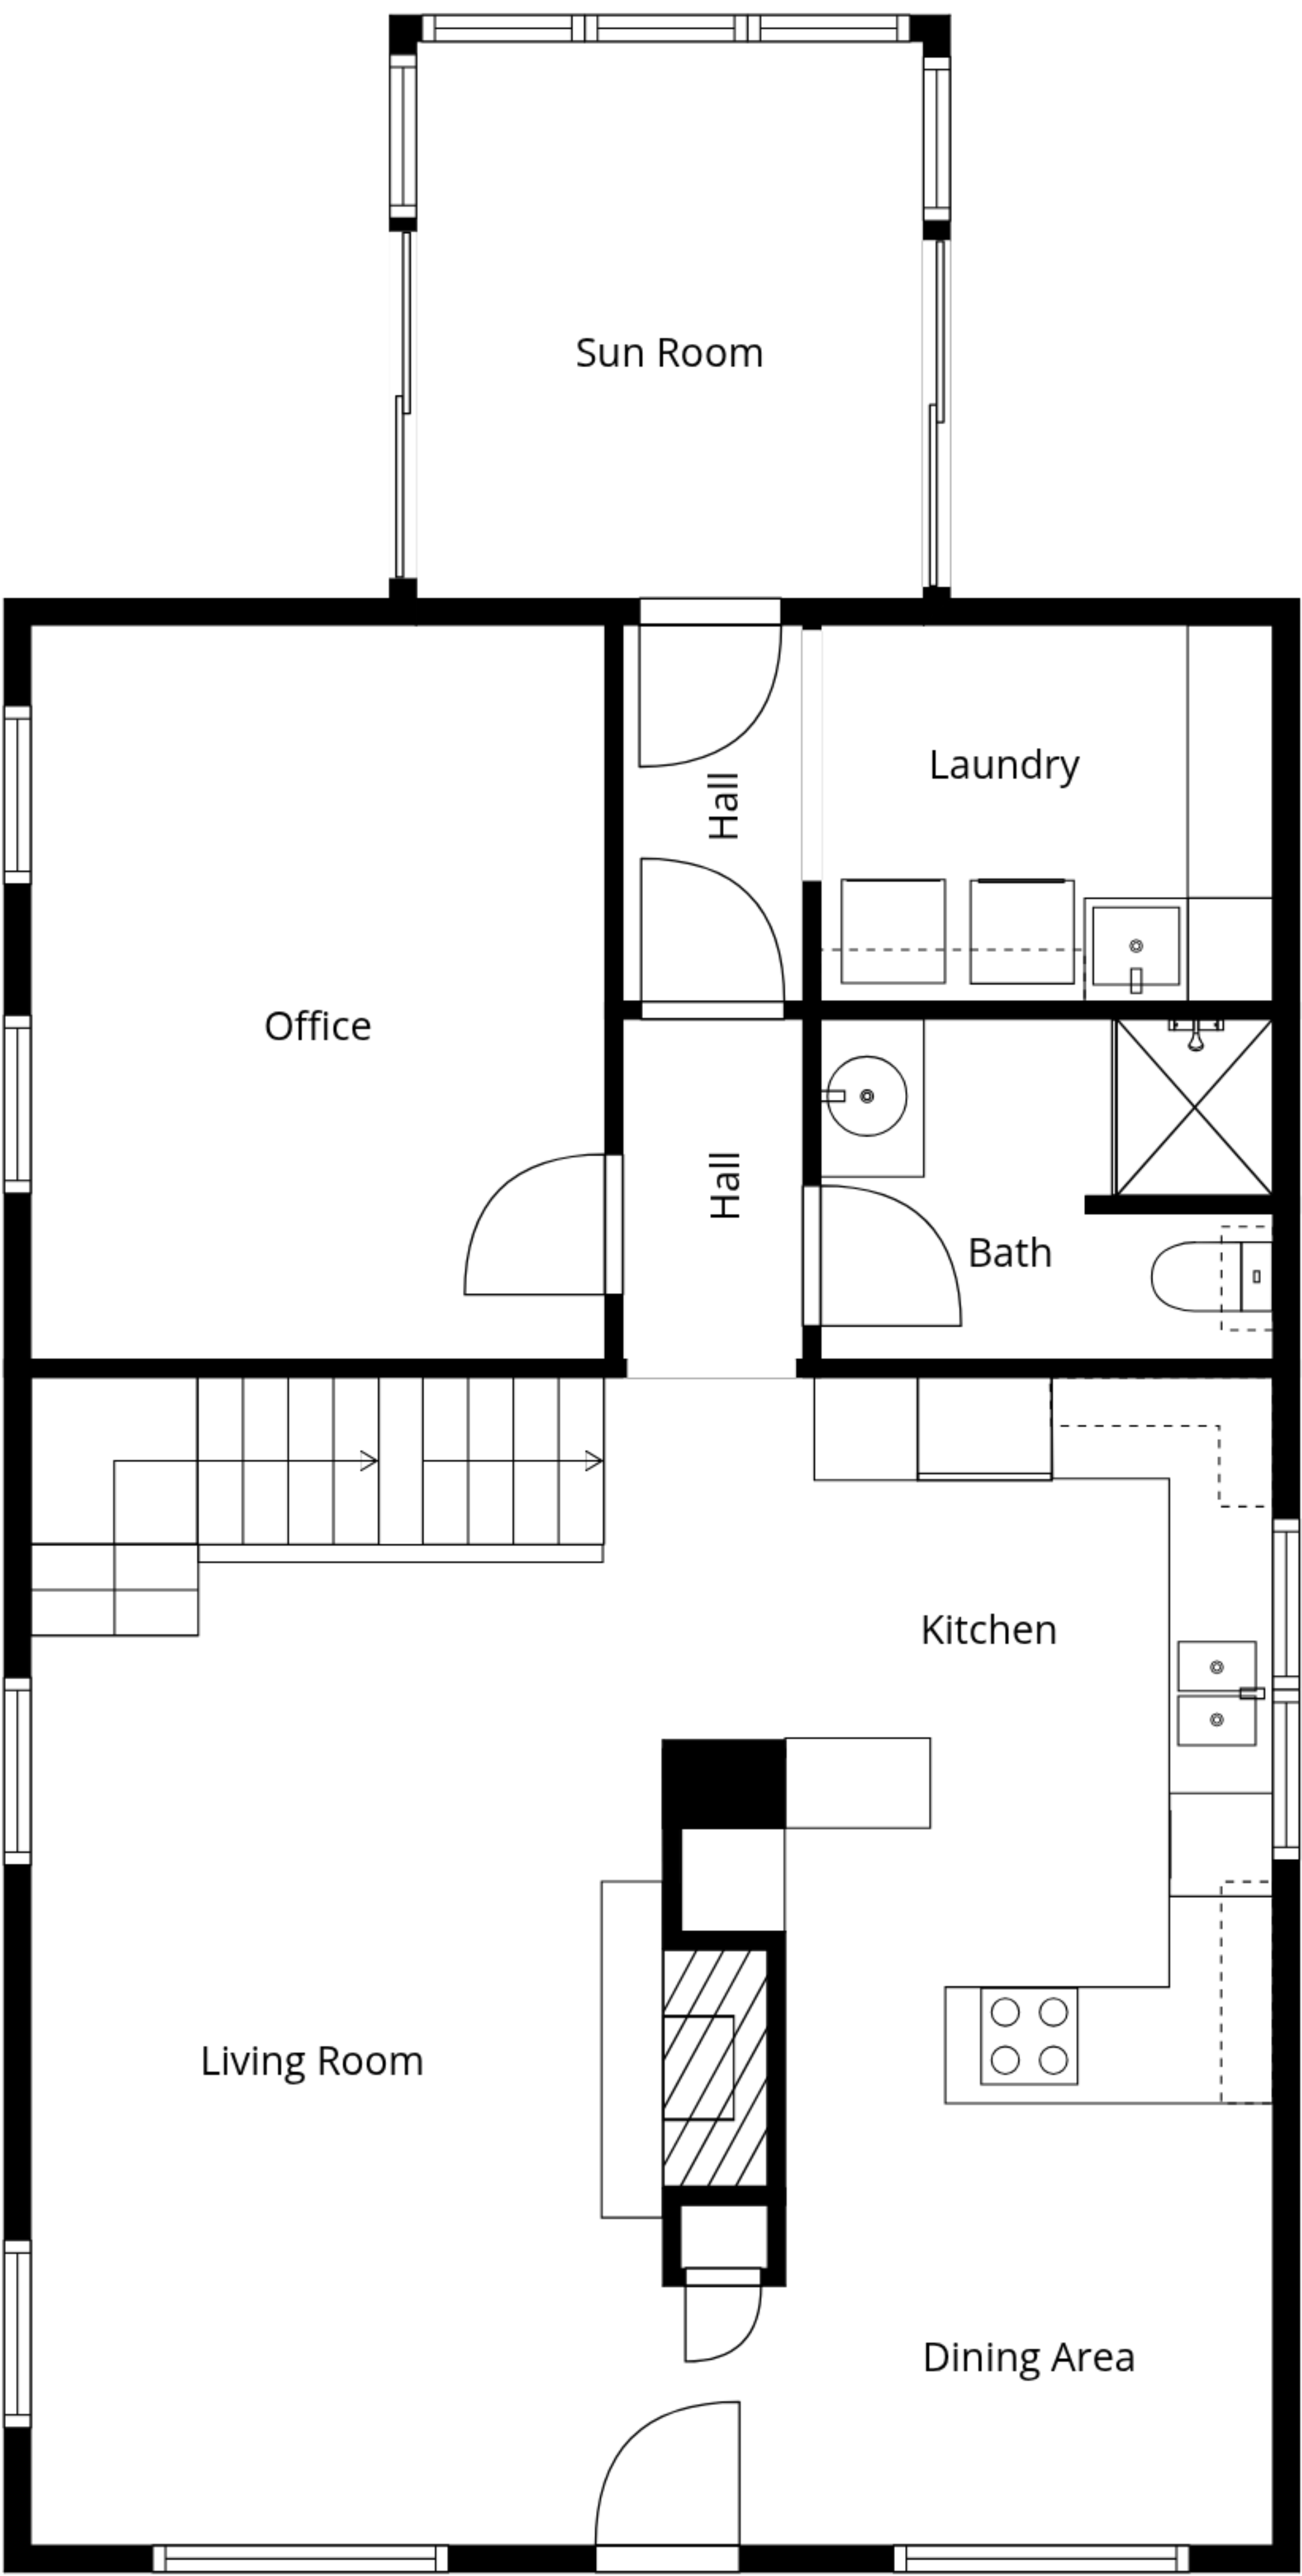 Sun Room
Laundry
Hall
Office
Hall
Bath
Kitchen
Living Room
Dining Area